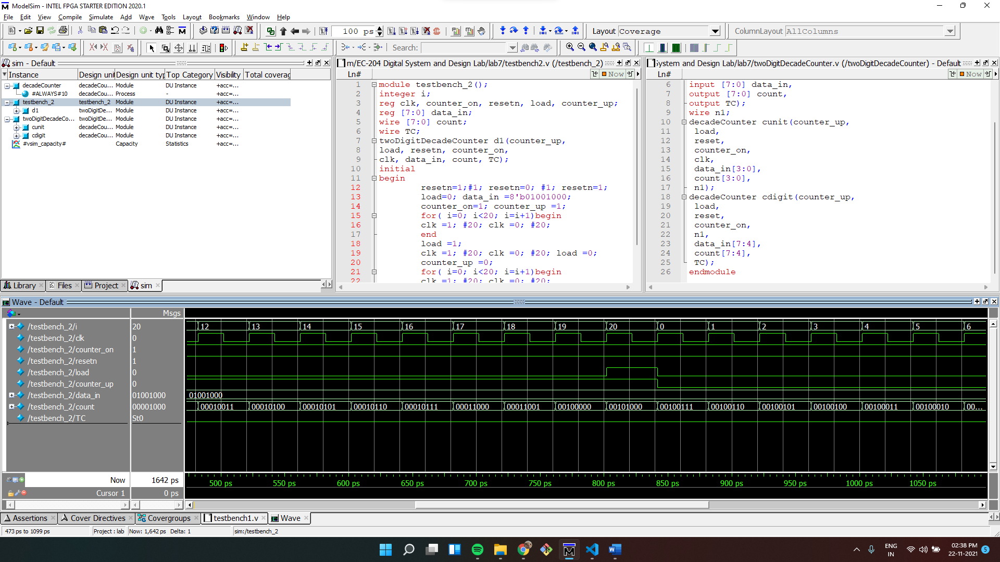 ModelSim - INTEL FPGA STARTER EDITION 2020.1
File Edit View Compile Simulate Add Wave Tools Layout Bookmarks Window Help
100 ps
Layout Coverage
ColumnLayout AllColumns
Search:
sim - Default
Instance Design unit Design unit typ Top Category Visibility Total coverag
decadeCounter decadeCou... Module DU Instance +acc=...
#ALWAYS#10 decadeCou... Process - +acc=...
testbench_2 testbench_2 Module DU Instance +acc=...
d1 twoDigitDe... Module DU Instance +acc=...
twoDigitDecadeCo... twoDigitDe... Module DU Instance +acc=...
cunit decadeCou... Module DU Instance +acc=...
cdigit decadeCou... Module DU Instance +acc=...
#vsim_capacity# Capacity Statistics +acc=...
Library Files Project sim
m/EC-204 Digital System and Design Lab/lab7/testbench2.v (/testbench_2)
Ln# Now
1 module testbench_2();
2 integer i;
3 reg clk, counter_on, resetn, load, counter_up;
4 reg [7:0] data_in;
5 wire [7:0] count;
6 wire TC;
7 twoDigitDecadeCounter d1(counter_up,
8 load, resetn, counter_on,
9 clk, data_in, count, TC);
10 initial
11 begin
12 resetn=1;#1; resetn=0; #1; resetn=1;
13 load=0; data_in =8'b01001000;
14 counter_on=1; counter_up =1;
15 for( i=0; i<20; i=i+1)begin
16 clk =1; #20; clk =0; #20;
17 end
18 load =1;
19 clk =1; #20; clk =0; #20; load =0;
20 counter_up =0;
21 for( i=0; i<20; i=i+1)begin
22 clk =1; #20; clk =0; #20;
System and Design Lab/lab7/twoDigitDecadeCounter.v (/twoDigitDecadeCounter) - Default
Ln# Now
6 input [7:0] data_in,
7 output [7:0] count,
8 output TC);
9 wire n1;
10 decadeCounter cunit(counter_up,
11 load,
12 reset,
13 counter_on,
14 clk,
15 data_in[3:0],
16 count[3:0],
17 n1);
18 decadeCounter cdigit(counter_up,
19 load,
20 reset,
21 counter_on,
22 n1,
23 data_in[7:4],
24 count[7:4],
25 TC);
26 endmodule
Wave - Default
Msgs
/testbench_2/i 20 12 13 14 15 16 17 18 19 20 0 1 2 3 4 5 6
/testbench_2/clk 0
/testbench_2/counter_on 1
/testbench_2/resetn 1
/testbench_2/load 0
/testbench_2/counter_up 0
/testbench_2/data_in 01001000 01001000
/testbench_2/count 00001000 00010011 00010100 00010101 00010110 00010111 00011000 00011001 00100000 00101000 00100111 00100110 00100101 00100100 00100011 00100010 00...
/testbench_2/TC St0
Now 1642 ps 500 ps 550 ps 600 ps 650 ps 700 ps 750 ps 800 ps 850 ps 900 ps 950 ps 1000 ps 1050 ps
Cursor 1 0 ps
Assertions Cover Directives Covergroups testbench1.v Wave
473 ps to 1099 ps Project : lab Now: 1,642 ps Delta: 1 sim:/testbench_2
ENG
IN
02:38 PM
22-11-2021
5